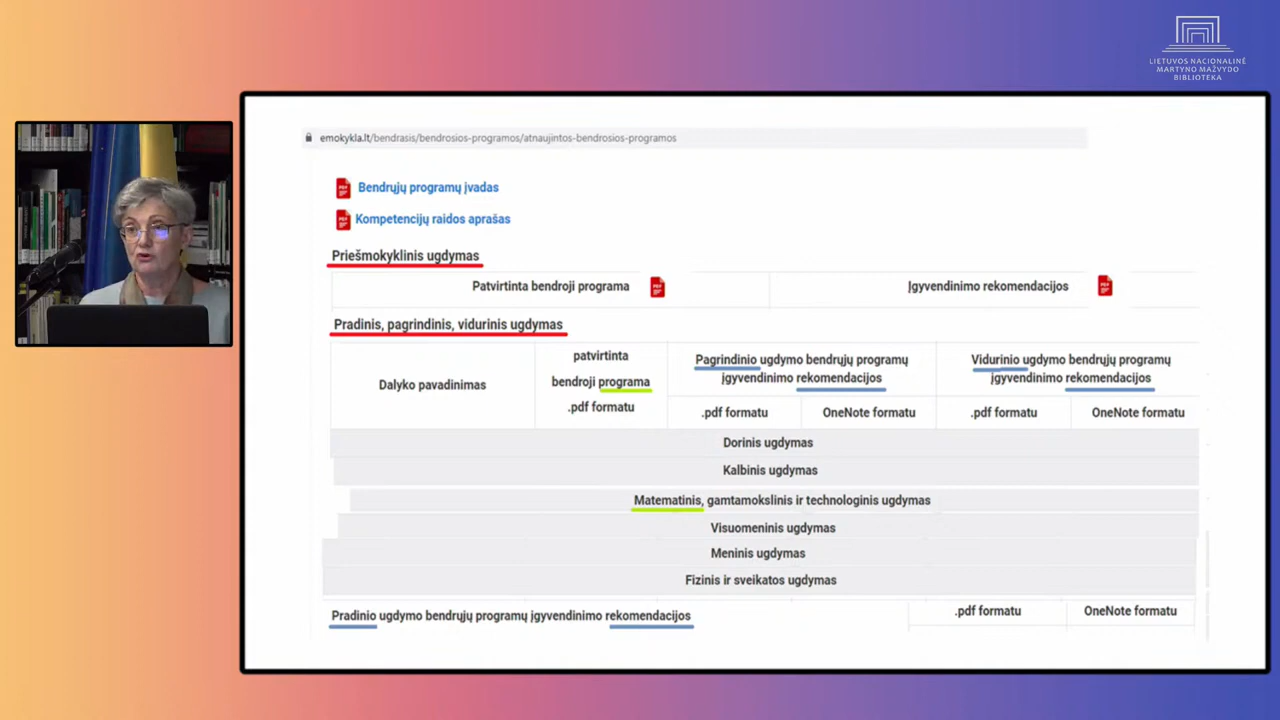 LIETUVOS NACIONALINĖ
MARTYNO MAŽVYDO
BIBLIOTEKA
emokykla.lt/bendrasis/bendrosios-programos/atnaujintos-bendrosios-programos
PDF Bendrųjų programų įvadas
PDF Kompetencijų raidos aprašas
Priešmokyklinis ugdymas
Patvirtinta bendroji programa PDF Įgyvendinimo rekomendacijos PDF
Pradinis, pagrindinis, vidurinis ugdymas
Dalyko pavadinimas
patvirtinta
bendroji programa
.pdf formatu
Pagrindinio ugdymo bendrųjų programų
įgyvendinimo rekomendacijos
Vidurinio ugdymo bendrųjų programų
įgyvendinimo rekomendacijos
.pdf formatu OneNote formatu .pdf formatu OneNote formatu
Dorinis ugdymas
Kalbinis ugdymas
Matematinis, gamtamokslinis ir technologinis ugdymas
Visuomeninis ugdymas
Meninis ugdymas
Fizinis ir sveikatos ugdymas
Pradinio ugdymo bendrųjų programų įgyvendinimo rekomendacijos
.pdf formatu OneNote formatu